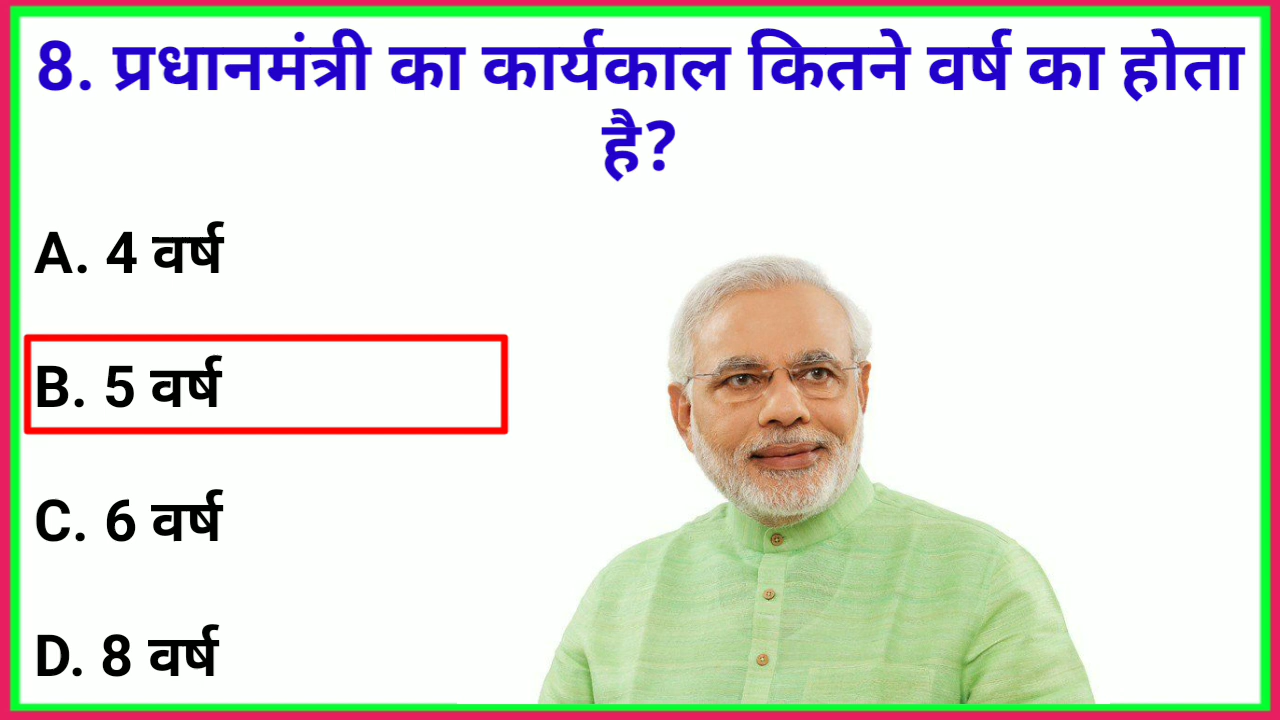 8. प्रधानमंत्री का कार्यकाल कितने वर्ष का होता
है?
A. 4 वर्ष
B. 5 वर्ष
C. 6 वर्ष
D. 8 वर्ष